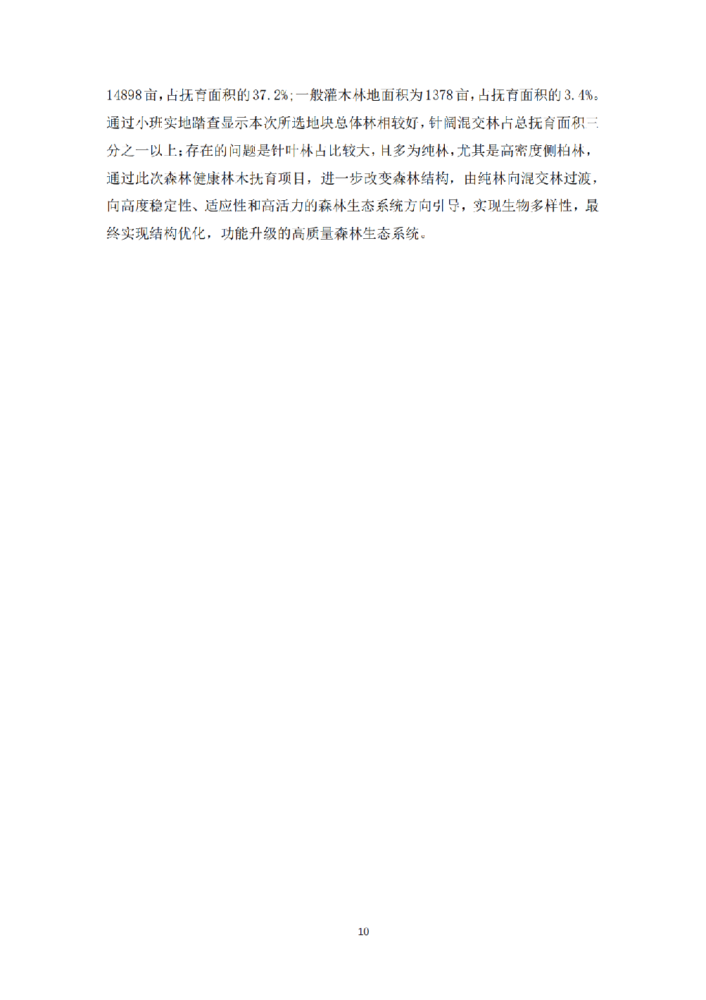 14898亩，占抚育面积的37.2%;一般灌木林地面积为1378亩，占抚育面积的3.4%。
通过小班实地踏查显示本次所选地块总体林相较好，针阔混交林占总抚育面积三
分之一以上;存在的问题是针叶林占比较大，且多为纯林，尤其是高密度侧柏林，
通过此次森林健康林木抚育项目，进一步改变森林结构，由纯林向混交林过渡，
向高度稳定性、适应性和高活力的森林生态系统方向引导，实现生物多样性，最
终实现结构优化，功能升级的高质量森林生态系统。
10